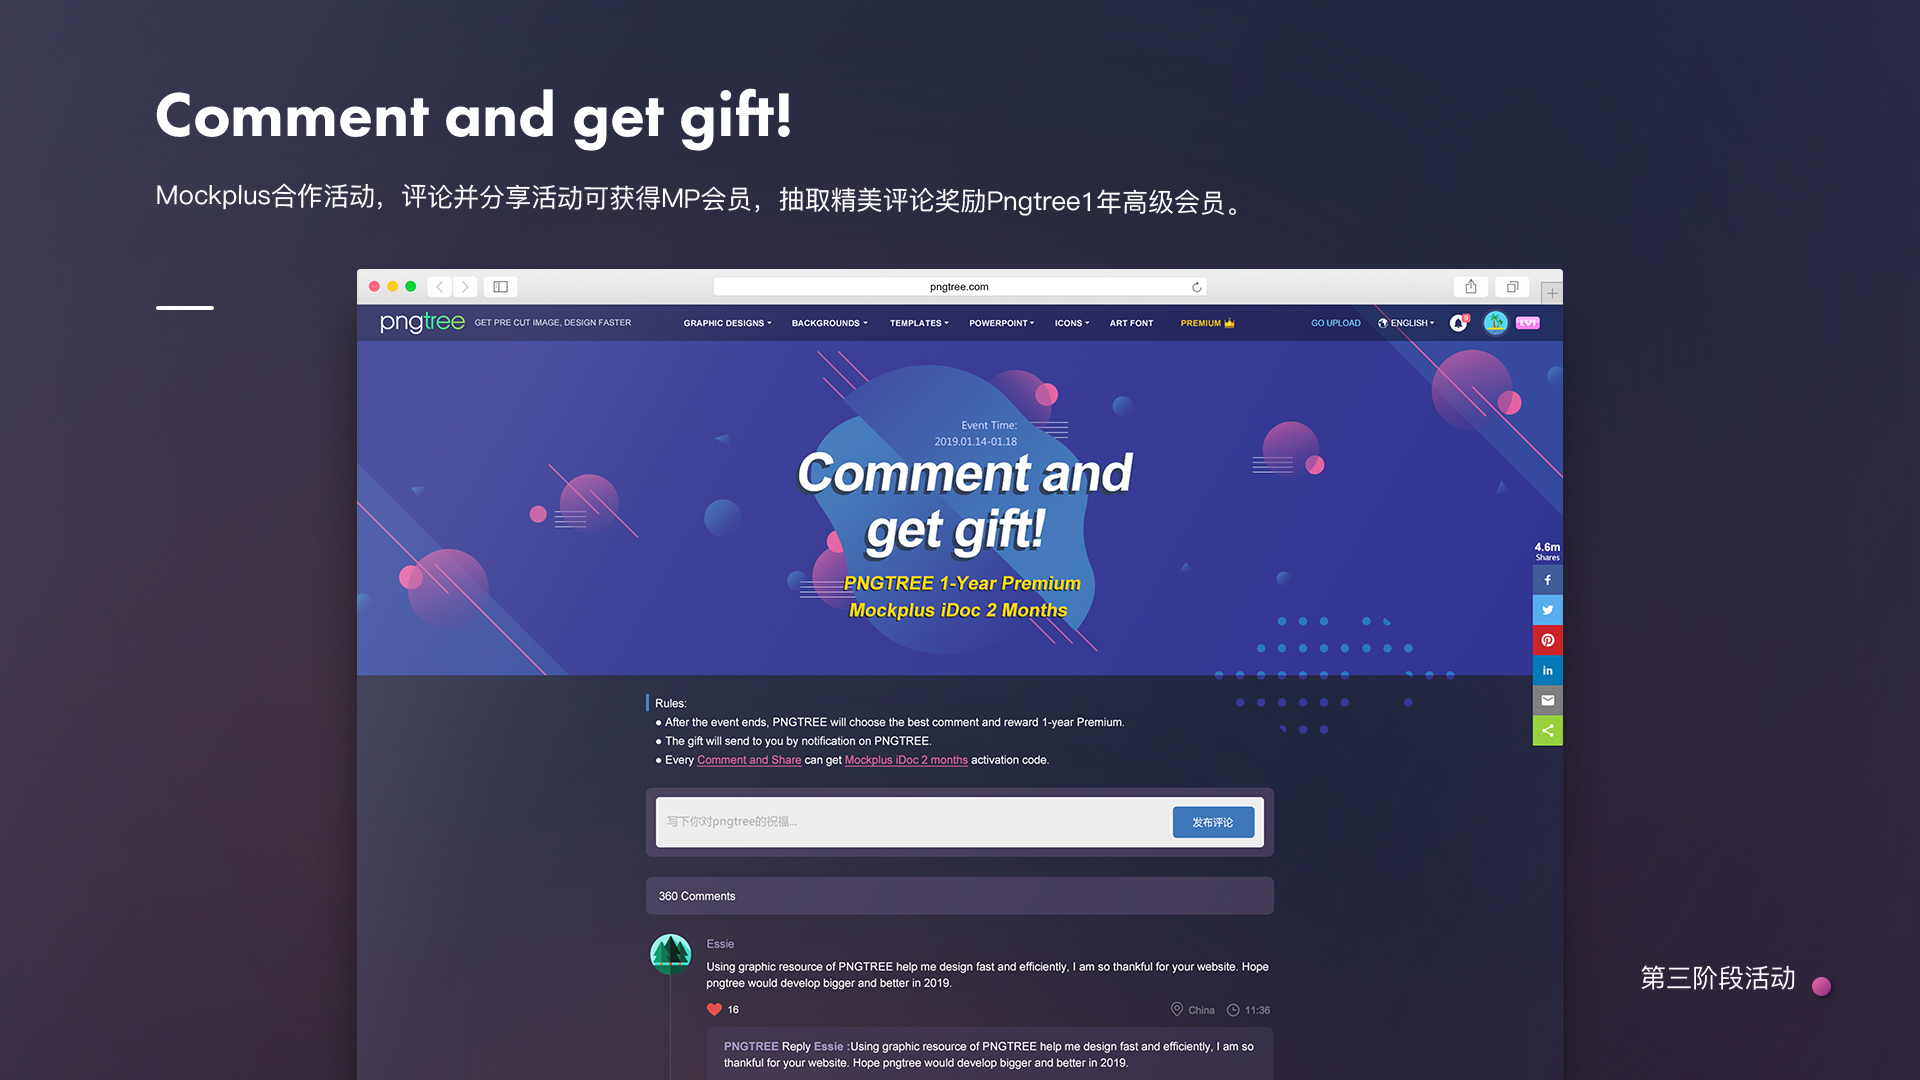 Comment and get gift!
Mockplus合作活动，评论并分享活动可获得MP会员，抽取精美评论奖励Pngtree1年高级会员。
pngtree.com
pngtree GET PRE CUT IMAGE, DESIGN FASTER GRAPHIC DESIGNS BACKGROUNDS TEMPLATES POWERPOINT ICONS ART FONT PREMIUM GO UPLOAD ENGLISH 9 LV1
Event Time:
2019.01.14-01.18
Comment and
get gift!
PNGTREE 1-Year Premium
Mockplus iDoc 2 Months
4.6m
Shares
Rules:
● After the event ends, PNGTREE will choose the best comment and reward 1-year Premium.
● The gift will send to you by notification on PNGTREE.
● Every Comment and Share can get Mockplus iDoc 2 months activation code.
写下你对pngtree的祝福... 发布评论
360 Comments
Essie
Using graphic resource of PNGTREE help me design fast and efficiently, I am so thankful for your website. Hope
pngtree would develop bigger and better in 2019.
16 China 11:36
PNGTREE Reply Essie :Using graphic resource of PNGTREE help me design fast and efficiently, I am so
thankful for your website. Hope pngtree would develop bigger and better in 2019.
第三阶段活动